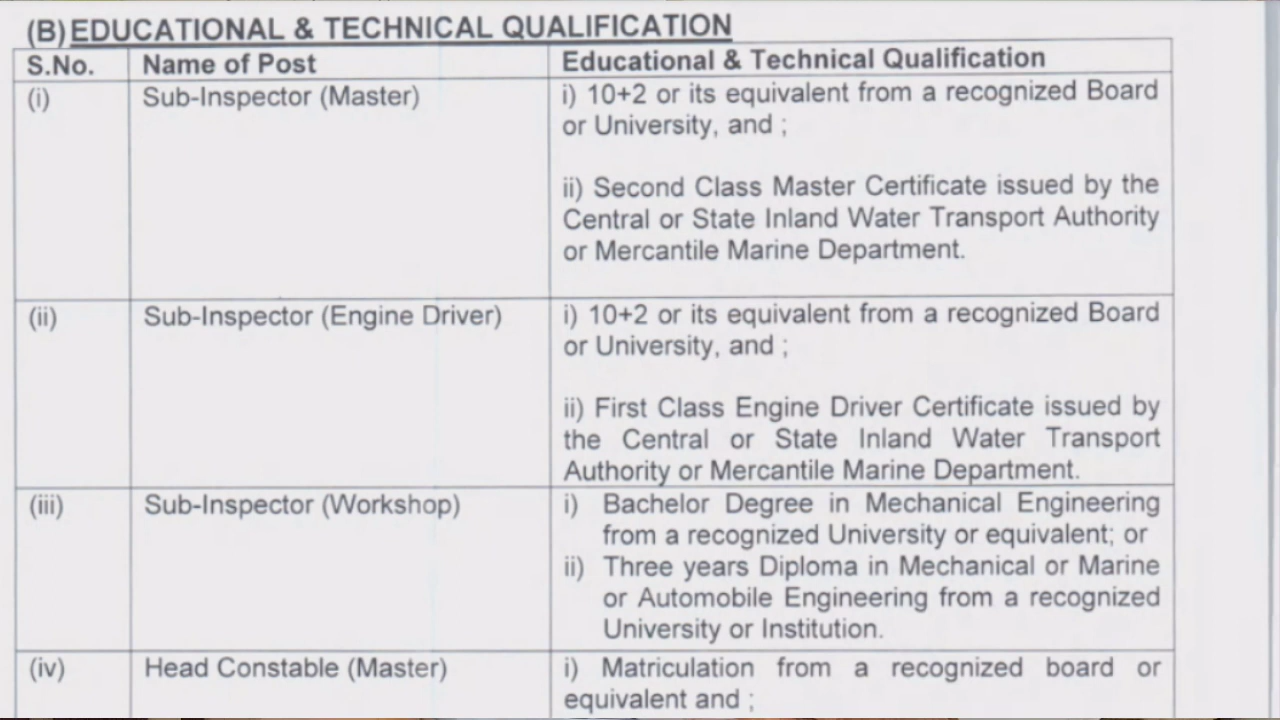 (B) EDUCATIONAL & TECHNICAL QUALIFICATION
S.No. Name of Post Educational & Technical Qualification
(i) Sub-Inspector (Master) i) 10+2 or its equivalent from a recognized Board
or University, and ;
ii) Second Class Master Certificate issued by the
Central or State Inland Water Transport Authority
or Mercantile Marine Department.
(ii) Sub-Inspector (Engine Driver) i) 10+2 or its equivalent from a recognized Board
or University, and ;
ii) First Class Engine Driver Certificate issued by
the Central or State Inland Water Transport
Authority or Mercantile Marine Department.
(iii) Sub-Inspector (Workshop) i) Bachelor Degree in Mechanical Engineering
from a recognized University or equivalent; or
ii) Three years Diploma in Mechanical or Marine
or Automobile Engineering from a recognized
University or Institution.
(iv) Head Constable (Master) i) Matriculation from a recognized board or
equivalent and ;